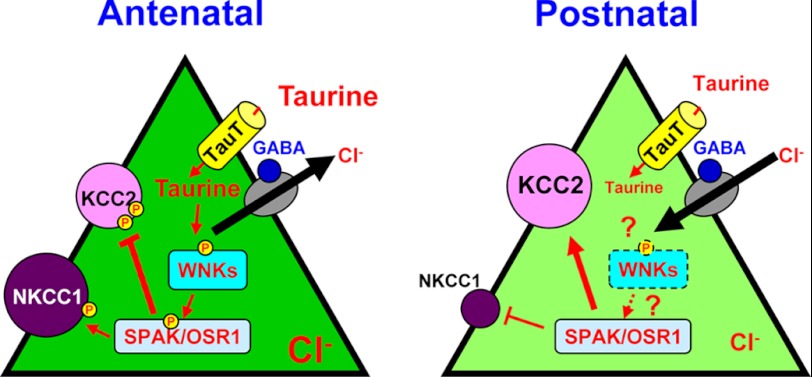 Antenatal
Taurine
TauT
GABA
Cl-
KCC2
P
P
Taurine
P
WNKs
NKCC1
P
P
SPAK/OSR1
Cl-
Postnatal
Taurine
TauT
GABA
Cl-
KCC2
Taurine
?
P
WNKs
NKCC1
?
SPAK/OSR1
Cl-